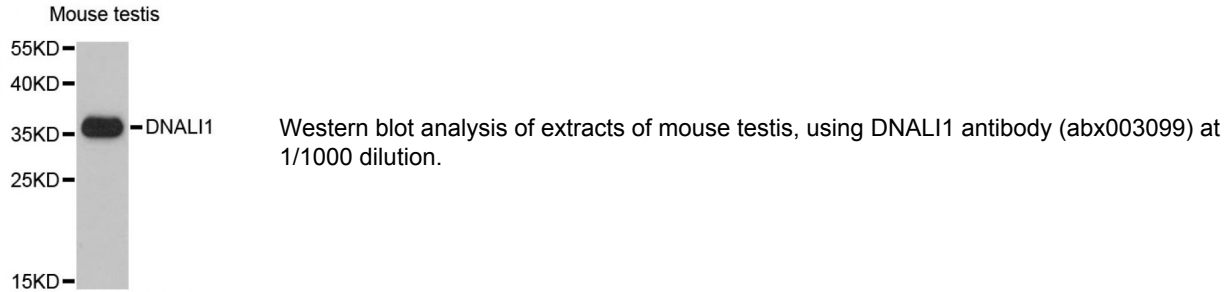 Mouse testis
55KD
40KD
35KD
DNALI1
25KD
15KD
Western blot analysis of extracts of mouse testis, using DNALI1 antibody (abx003099) at
1/1000 dilution.